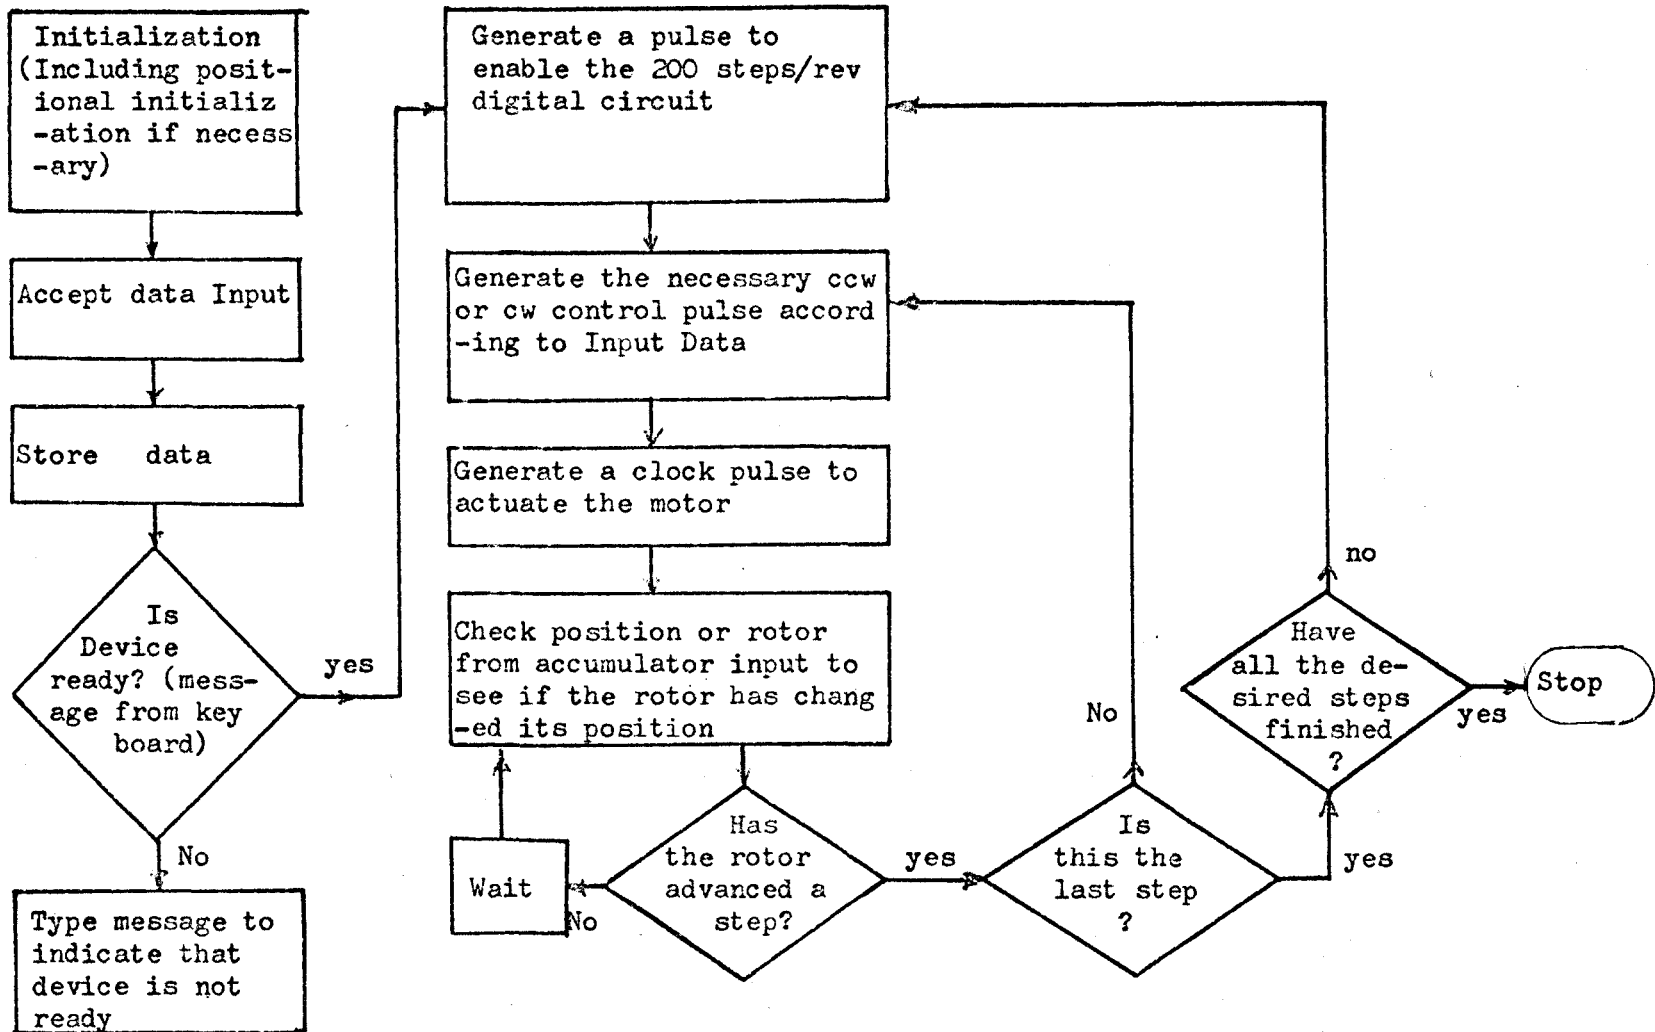 Initialization
(Including posit-
ional initializ
-ation if necess
-ary)
Accept data Input
Store data
Is
Device
ready? (mess-
age from key
board)
yes
No
Type message to
indicate that
device is not
ready
Generate a pulse to
enable the 200 steps/rev
digital circuit
Generate the necessary ccw
or cw control pulse accord
-ing to Input Data
Generate a clock pulse to
actuate the motor
Check position or rotor
from accumulator input to
see if the rotor has chang
-ed its position
Wait
No
Has
the rotor
advanced a
step?
yes
Is
this the
last step
?
No
yes
Have
all the de-
sired steps
finished
?
no
yes
Stop